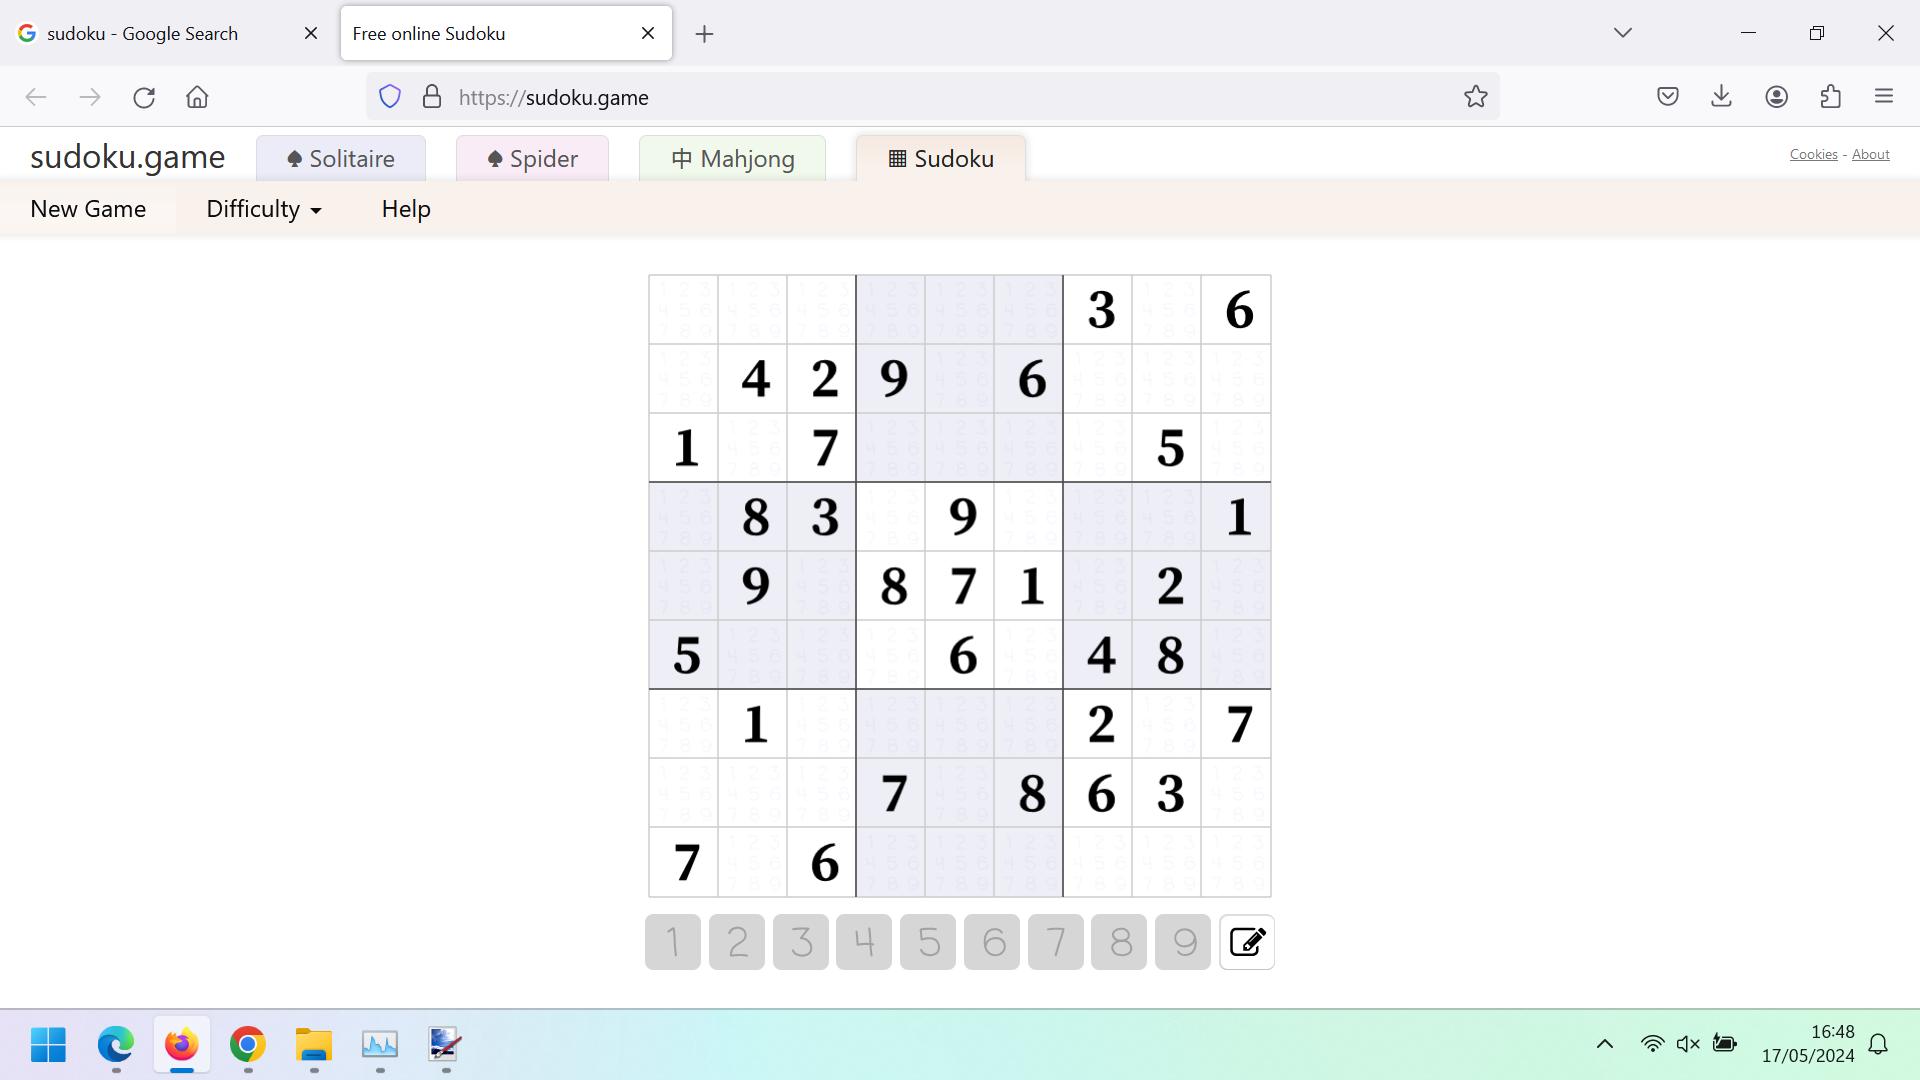 sudoku - Google Search
Free online Sudoku
https://sudoku.game
sudoku.game
Solitaire
Spider
中 Mahjong
Sudoku
Cookies - About
New Game
Difficulty
Help
3 6
4 2 9 6
1 7 5
8 3 9 1
9 8 7 1 2
5 6 4 8
1 2 7
7 8 6 3
7 6
1 2 3 4 5 6 7 8 9
16:48
17/05/2024